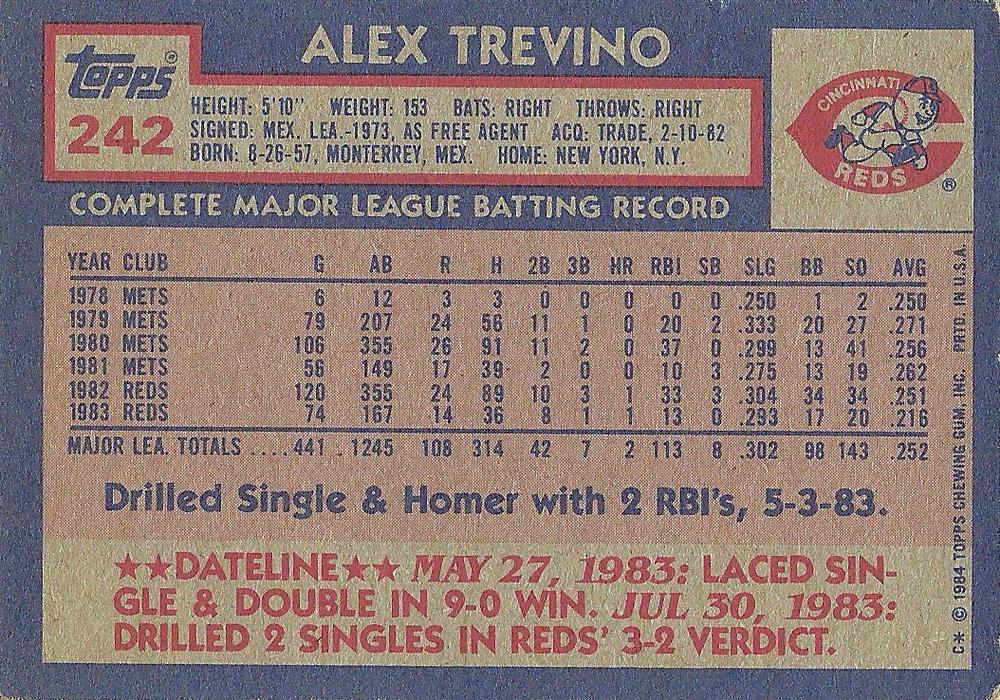 ALEX TREVINO
topps®
242
HEIGHT: 5'10" WEIGHT: 153 BATS: RIGHT THROWS: RIGHT
SIGNED: MEX. LEA.-1973, AS FREE AGENT ACQ: TRADE, 2-10-82
BORN: 8-26-57, MONTERREY, MEX. HOME: NEW YORK, N.Y.
CINCINNATI
REDS
®
COMPLETE MAJOR LEAGUE BATTING RECORD
YEAR CLUB G AB R H 2B 3B HR RBI SB SLG BB SO AVG
1978 METS 6 12 3 3 0 0 0 0 0 .250 1 2 .250
1979 METS 79 207 24 56 11 1 0 20 2 .333 20 27 .271
1980 METS 106 355 26 91 11 2 0 37 0 .299 13 41 .256
1981 METS 56 149 17 39 2 0 0 10 3 .275 13 19 .262
1982 REDS 120 355 24 89 10 3 1 33 3 .304 34 34 .251
1983 REDS 74 167 14 36 8 1 1 13 0 .293 17 20 .216
MAJOR LEA. TOTALS ....441 .1245 108 314 42 7 2 113 8 .302 98 143 .252
Drilled Single & Homer with 2 RBI's, 5-3-83.
★★DATELINE★★ MAY 27, 1983: LACED SIN-
GLE & DOUBLE IN 9-0 WIN. JUL 30, 1983:
DRILLED 2 SINGLES IN REDS' 3-2 VERDICT.
C* © 1984 TOPPS CHEWING GUM, INC. PRTD. IN U.S.A.